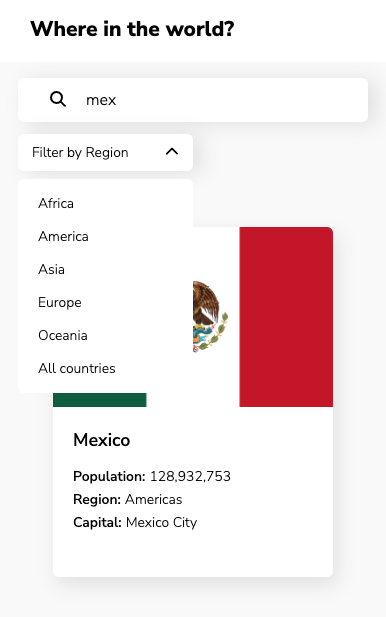 Where in the world?
mex
Filter by Region
Africa
America
Asia
Europe
Oceania
All countries
Mexico
Population: 128,932,753
Region: Americas
Capital: Mexico City